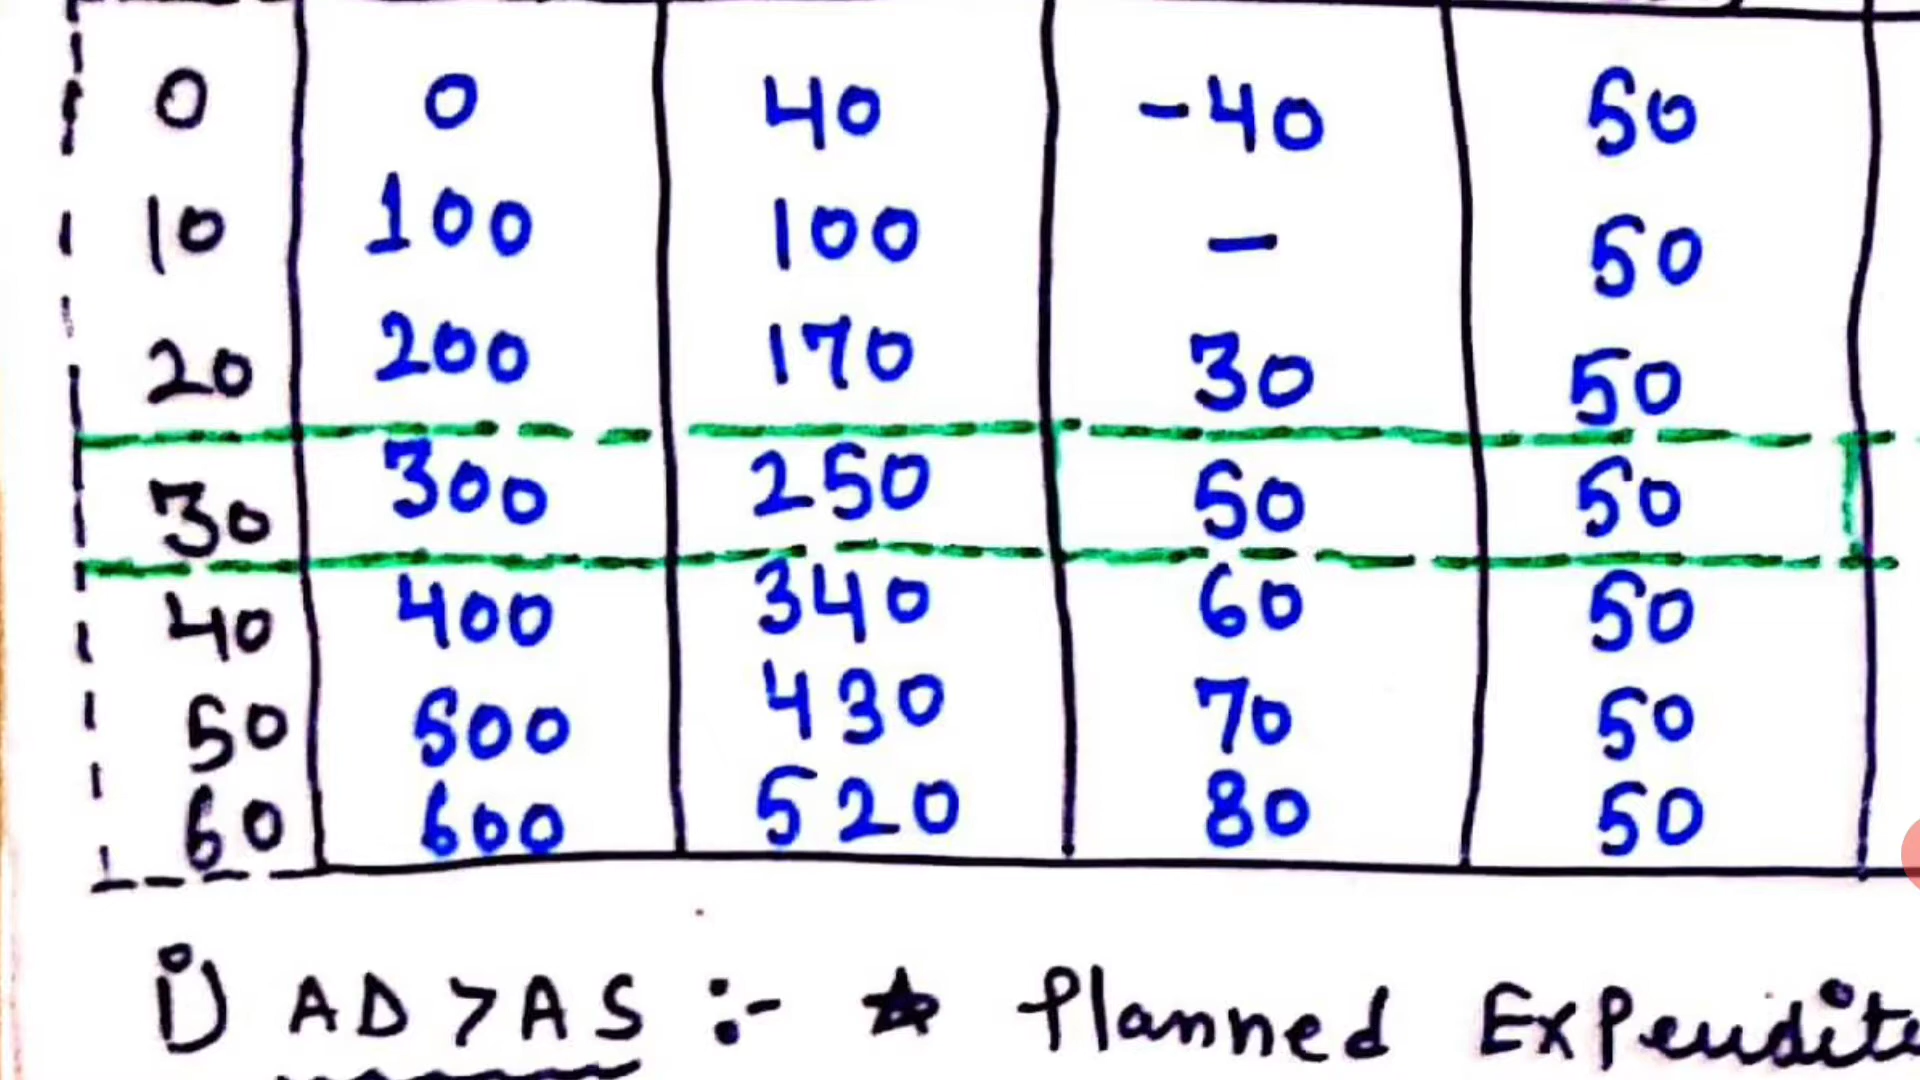 0 0 40 -40 50
10 100 100 - 50
20 200 170 30 50
30 300 250 50 50
40 400 340 60 50
50 500 430 70 50
60 600 520 80 50
i) AD > AS :- ★ Planned Expendite